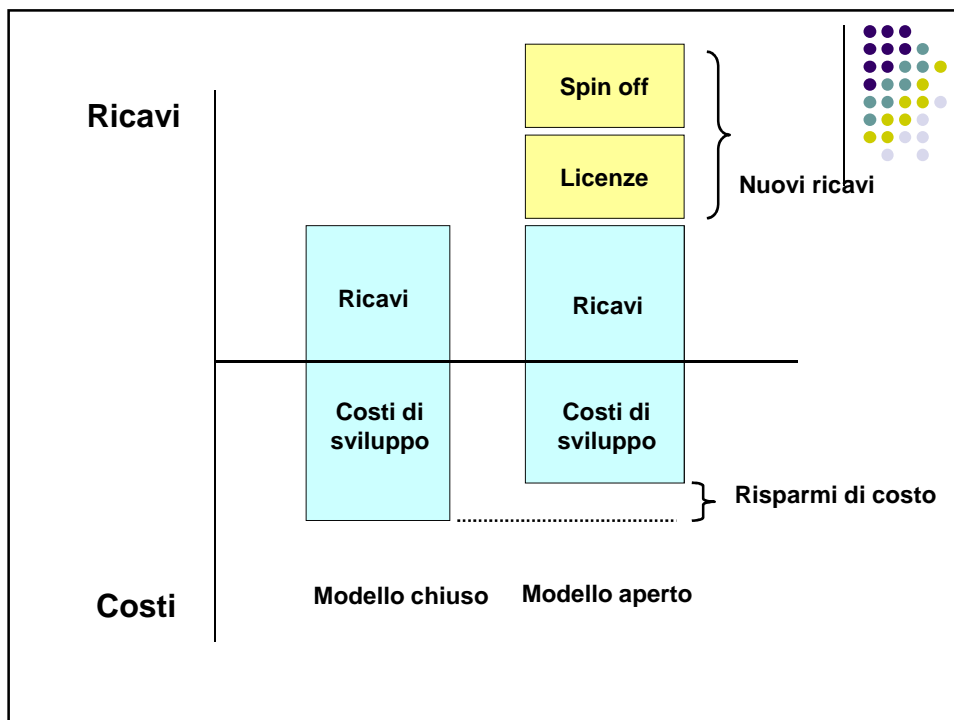 Ricavi
Spin off
Licenze
Nuovi ricavi
Ricavi
Ricavi
Costi di
sviluppo
Costi di
sviluppo
Risparmi di costo
Costi
Modello chiuso
Modello aperto